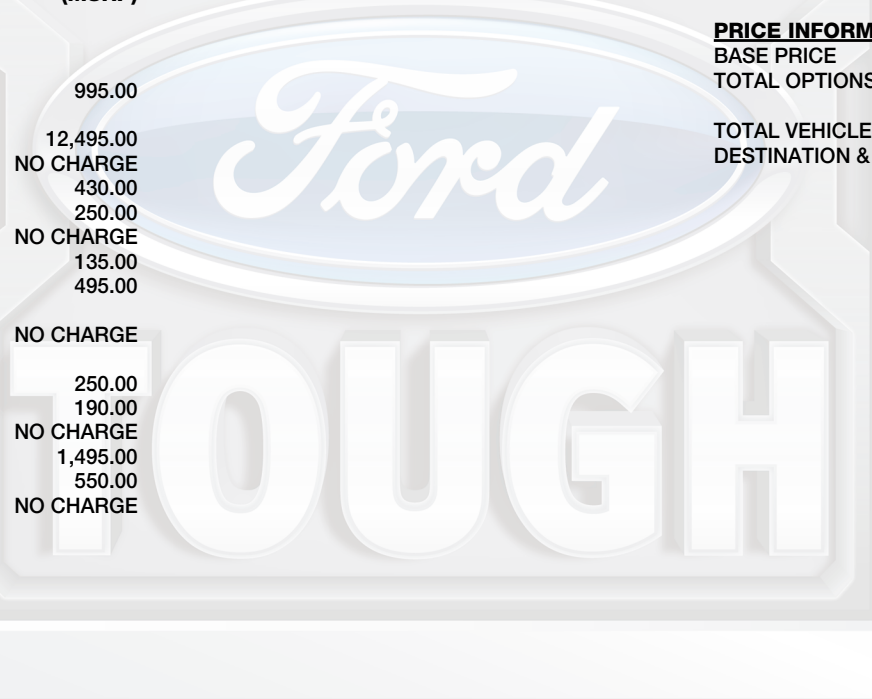 (MSRP)
995.00
12,495.00
NO CHARGE
430.00
250.00
NO CHARGE
135.00
495.00
NO CHARGE
250.00
190.00
NO CHARGE
1,495.00
550.00
NO CHARGE
PRICE INFORM
BASE PRICE
TOTAL OPTIONS
TOTAL VEHICLE
DESTINATION &
Ford
TOUGH